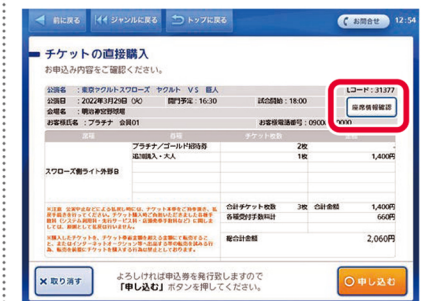 前に戻る ジャンルに戻る トップに戻る お問合せ 12:54
チケットの直接購入
お申込み内容をご確認ください。
公演名 : 東京ヤクルトスワローズ ヤクルト VS 巨人 Lコード : 31377
公演日 : 2022年3月29日 (火) 開門予定 : 16:30 試合開始 : 18:00
座席情報確認
会場名 : 明治神宮野球場
お客様氏名 : プラチナ 会員01 お客様電話番号 : 0900
席種 券種 チケット枚数 金額
スワローズ側ライト外野B
プラチナ/ゴールド招待券 2枚 -
追加購入・大人 1枚 1,400円
合計チケット枚数 3枚 合計金額 1,400円
各種受付手数料計 660円
総合計金額 2,060円
取り消す
よろしければ申込券を発行致しますので
「申し込む」ボタンを押してください。
申し込む